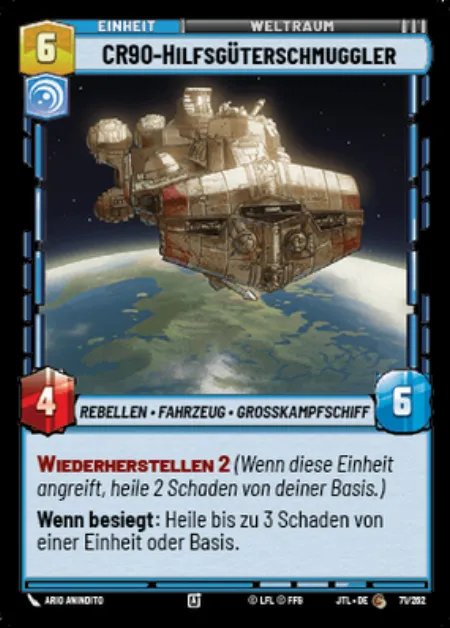 EINHEIT
WELTRAUM
6
CR90-HILFSGÜTERSCHMUGGLER
4
6
REBELLEN • FAHRZEUG • GROSSKAMPFSCHIFF
WIEDERHERSTELLEN 2 (Wenn diese Einheit
angreift, heile 2 Schaden von deiner Basis.)
Wenn besiegt: Heile bis zu 3 Schaden von
einer Einheit oder Basis.
ARIO ANINDITO
© LFL © FFG
JTL • DE
71/262